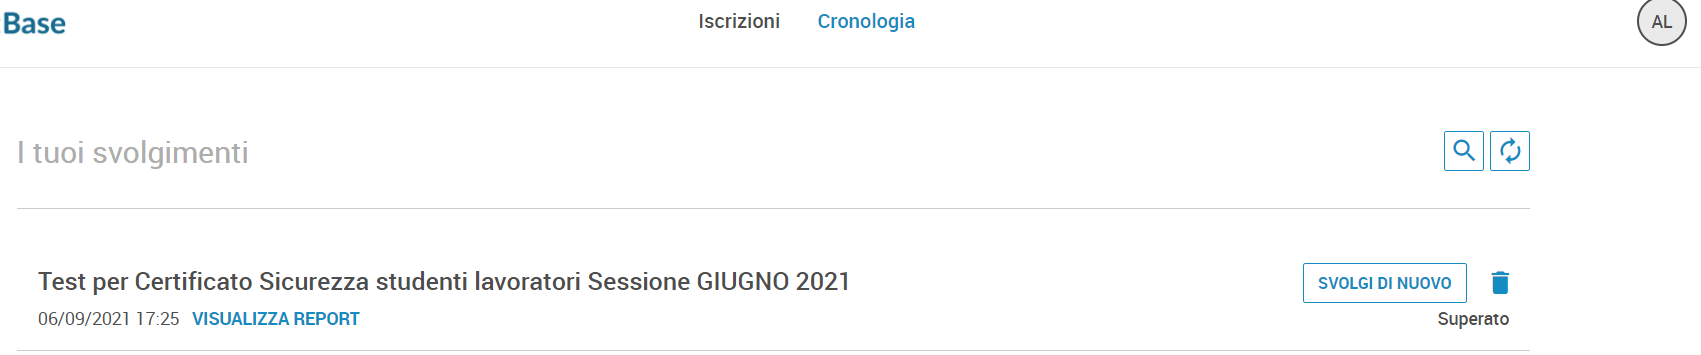 Base
Iscrizioni Cronologia AL
I tuoi svolgimenti
Test per Certificato Sicurezza studenti lavoratori Sessione GIUGNO 2021 SVOLGI DI NUOVO
06/09/2021 17:25 VISUALIZZA REPORT Superato